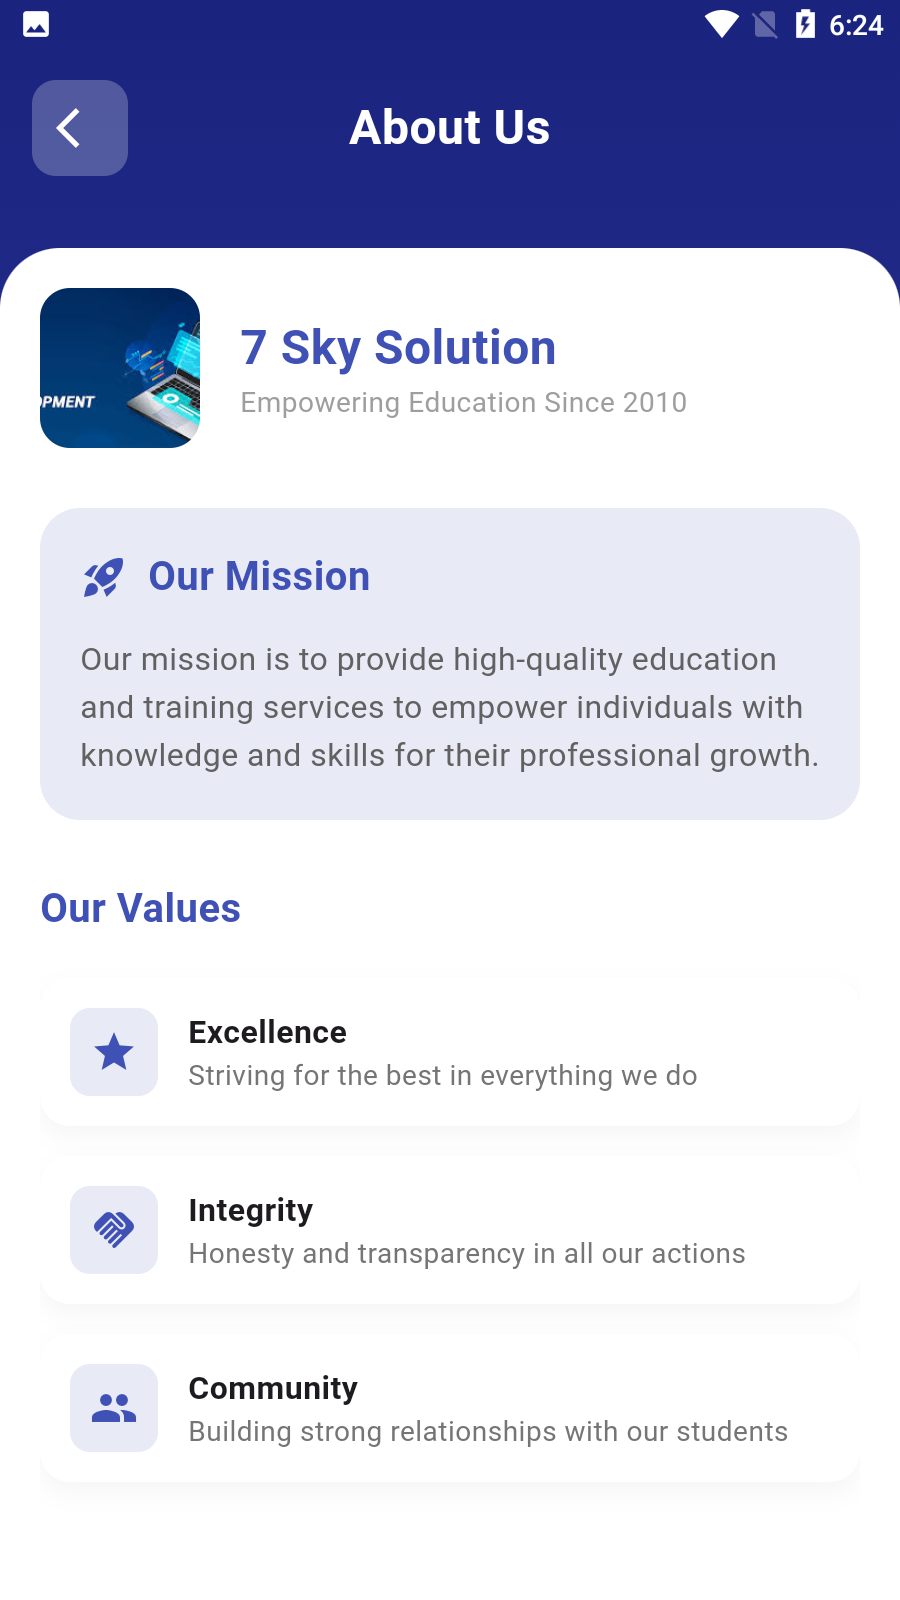 6:24
About Us
OPMENT
7 Sky Solution
Empowering Education Since 2010
Our Mission
Our mission is to provide high-quality education
and training services to empower individuals with
knowledge and skills for their professional growth.
Our Values
Excellence
Striving for the best in everything we do
Integrity
Honesty and transparency in all our actions
Community
Building strong relationships with our students